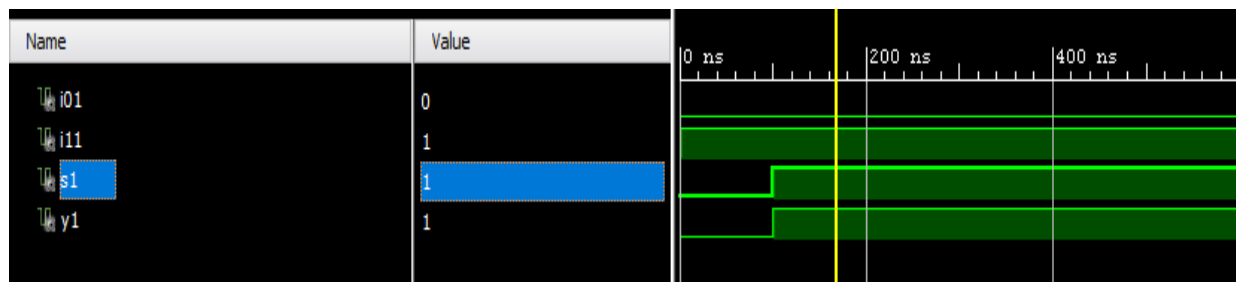 Name Value
0 ns 200 ns 400 ns
i01 0
i11 1
s1 1
y1 1